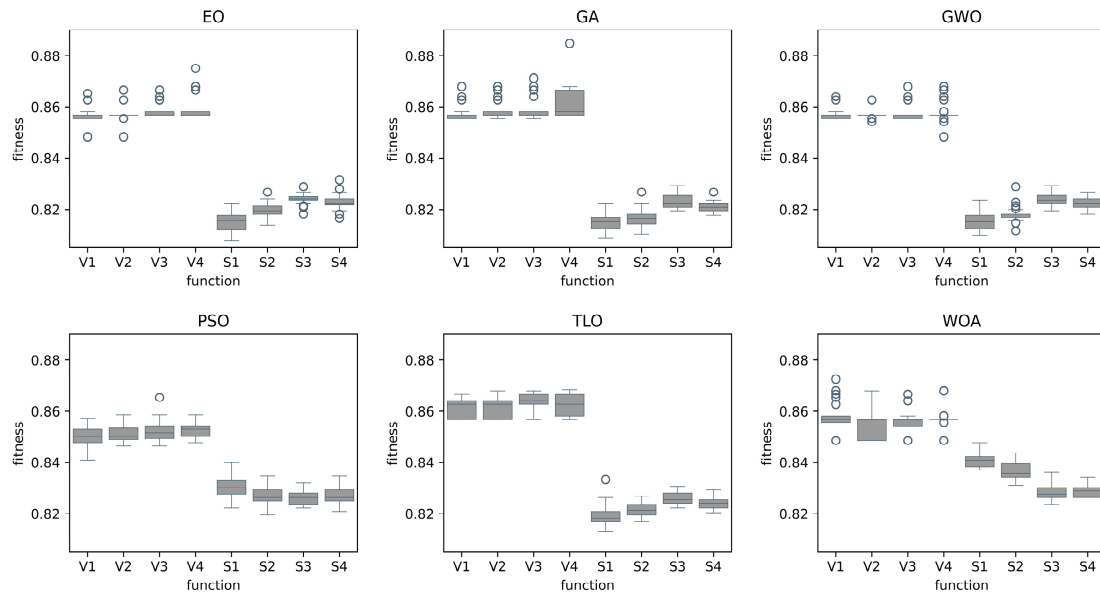 EO GA GWO
0.88 0.88 0.88
0.86 0.86 0.86
fitness fitness fitness
0.84 0.84 0.84
0.82 0.82 0.82
V1 V2 V3 V4 S1 S2 S3 S4 V1 V2 V3 V4 S1 S2 S3 S4 V1 V2 V3 V4 S1 S2 S3 S4
function function function
PSO TLO WOA
0.88 0.88 0.88
0.86 0.86 0.86
fitness fitness fitness
0.84 0.84 0.84
0.82 0.82 0.82
V1 V2 V3 V4 S1 S2 S3 S4 V1 V2 V3 V4 S1 S2 S3 S4 V1 V2 V3 V4 S1 S2 S3 S4
function function function